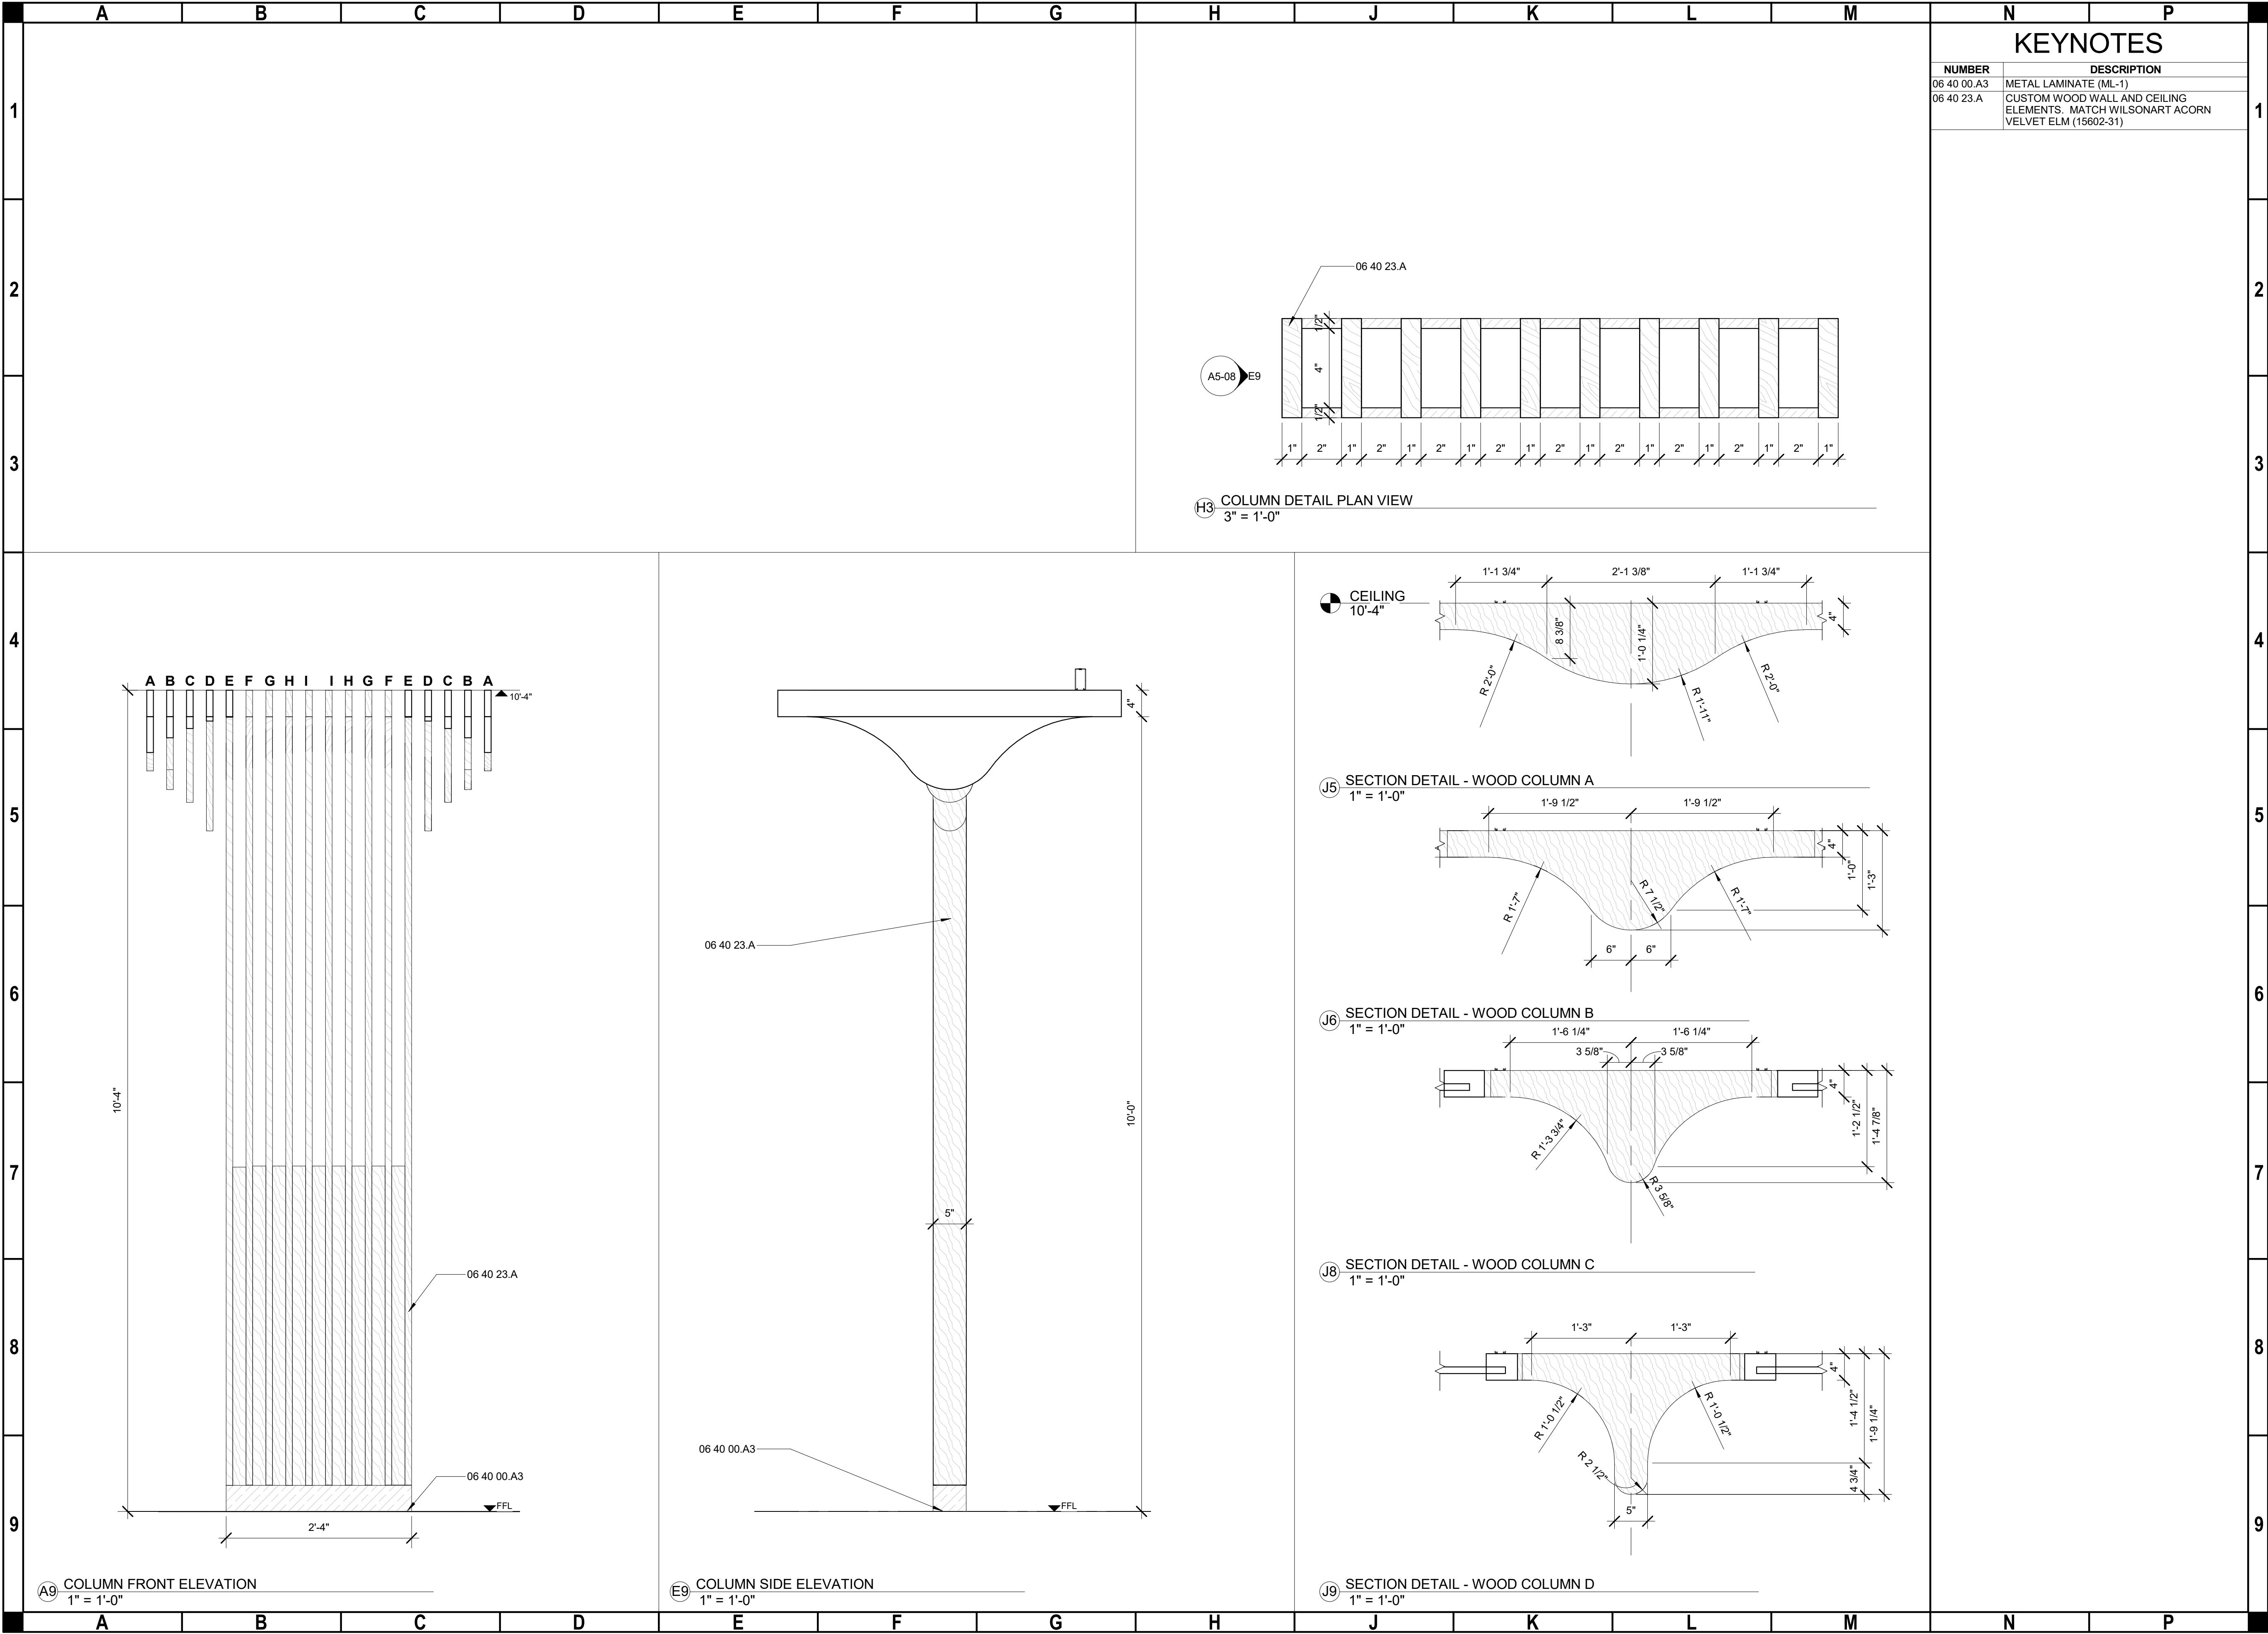 A B C D E F G H J K L M N P
KEYNOTES
NUMBER DESCRIPTION
06 40 00.A3 METAL LAMINATE (ML-1)
06 40 23.A CUSTOM WOOD WALL AND CEILING
ELEMENTS. MATCH WILSONART ACORN
VELVET ELM (15602-31)
1 1
2 2
3 3
4 4
5 5
6 6
7 7
8 8
9 9
06 40 23.A
1/2"
4"
1/2"
A5-08 E9
1" 2" 1" 2" 1" 2" 1" 2" 1" 2" 1" 2" 1" 2" 1" 2" 1" 2" 1"
H3 COLUMN DETAIL PLAN VIEW
3" = 1'-0"
A B C D E F G H I I H G F E D C B A
10'-4"
10'-4"
06 40 23.A
06 40 00.A3
FFL
2'-4"
A9 COLUMN FRONT ELEVATION
1" = 1'-0"
4"
06 40 23.A
10'-0"
5"
06 40 00.A3
FFL
E9 COLUMN SIDE ELEVATION
1" = 1'-0"
1'-1 3/4" 2'-1 3/8" 1'-1 3/4"
CEILING
10'-4"
8 3/8"
1'-0 1/4"
4"
R 2'-0"
R 1'-11"
R 2'-0"
J5 SECTION DETAIL - WOOD COLUMN A
1" = 1'-0"
1'-9 1/2" 1'-9 1/2"
4"
1'-0"
1'-3"
R 1'-7"
R 7 1/2"
R 1'-7"
6" 6"
J6 SECTION DETAIL - WOOD COLUMN B
1" = 1'-0"
1'-6 1/4" 1'-6 1/4"
3 5/8" 3 5/8"
4"
1'-2 1/2"
1'-4 7/8"
R 1'-3 3/4"
R 3 5/8"
J8 SECTION DETAIL - WOOD COLUMN C
1" = 1'-0"
1'-3" 1'-3"
4"
1'-4 1/2"
1'-9 1/4"
R 1'-0 1/2"
R 1'-0 1/2"
R 2 1/2"
4 3/4"
5"
J9 SECTION DETAIL - WOOD COLUMN D
1" = 1'-0"
A B C D E F G H J K L M N P